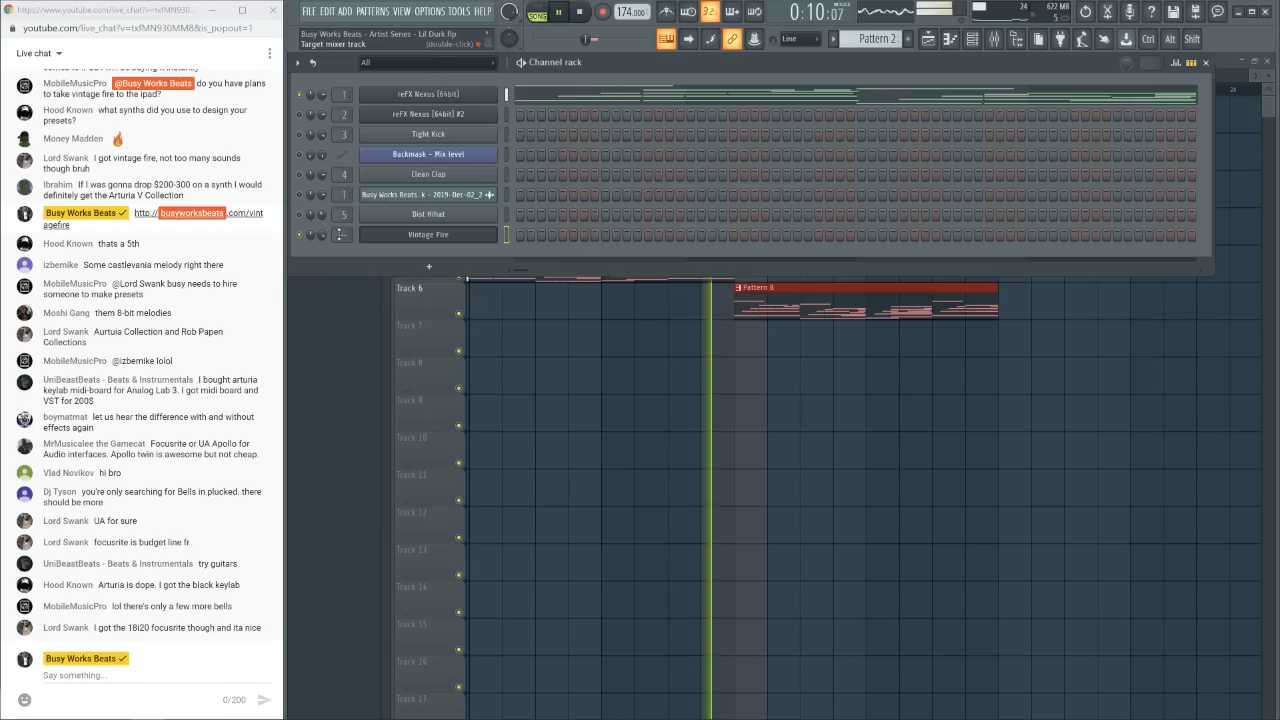 https://www.youtube.com/live_chat?v=txfMN930...
youtube.com/live_chat?v=txfMN930MM8&is_popout=1
Live chat
MobileMusicPro @Busy Works Beats do you have plans
to take vintage fire to the ipad?
Hood Known what synths did you use to design your
presets?
Money Madden 🔥
Lord Swank I got vintage fire, not too many sounds
though bruh
Ibrahim If I was gonna drop $200-300 on a synth I would
definitely get the Arturia V Collection
Busy Works Beats ✓ http://busyworksbeats.com/vint
agefire
Hood Known thats a 5th
izbemike Some castlevania melody right there
MobileMusicPro @Lord Swank busy needs to hire
someone to make presets
Moshi Gang them 8-bit melodies
Lord Swank Aurtuia Collection and Rob Papen
Collections
MobileMusicPro @izbemike lolol
UniBeastBeats - Beats & Instrumentals I bought arturia
keylab midi-board for Analog Lab 3. I got midi board and
VST for 200$
boymatmat let us hear the difference with and without
effects again
MrMusicalee the Gamecat Focusrite or UA Apollo for
Audio interfaces. Apollo twin is awesome but not cheap.
Vlad Novikov hi bro
Dj Tyson you're only searching for Bells in plucked. there
should be more
Lord Swank UA for sure
Lord Swank focusrite is budget line fr
UniBeastBeats - Beats & Instrumentals try guitars
Hood Known Arturia is dope. I got the black keylab
MobileMusicPro lol there's only a few more bells
Lord Swank I got the 18i20 focusrite though and ita nice
Busy Works Beats ✓
Say something...
0/200
FILE EDIT ADD PATTERNS VIEW OPTIONS TOOLS HELP
SONG
174.000
3.2
Busy Works Beats - Artist Series - Lil Durk.flp
Target mixer track (double-click)
Line
Pattern 2
Ctrl Alt Shift
All
Channel rack
1 reFX Nexus [64bit]
2 reFX Nexus [64bit] #2
3 Tight Kick
Backmask - Mix level
4 Clean Clap
1 Busy Works Beats..k - 2019-Dec-02_2
5 Dist Hihat
Vintage Fire
+
Track 6
Pattern 8
Track 7
Track 8
Track 9
Track 10
Track 11
Track 12
Track 13
Track 14
Track 15
Track 16
Track 17